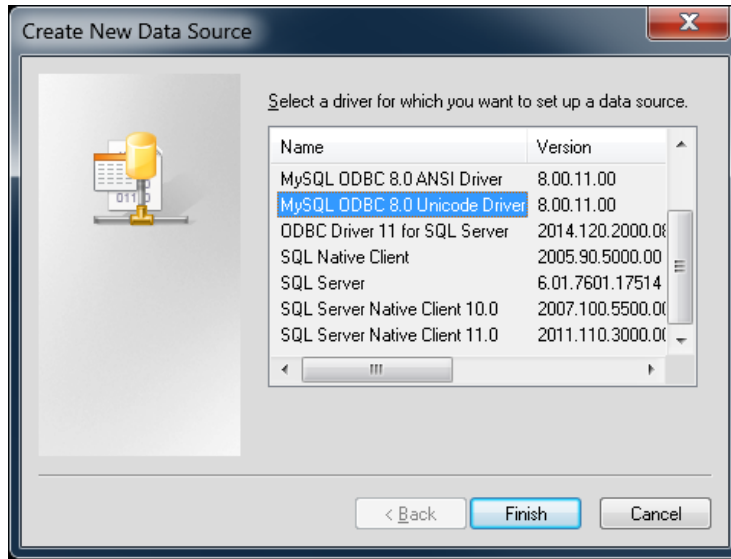 Create New Data Source
Select a driver for which you want to set up a data source.
Name Version
MySQL ODBC 8.0 ANSI Driver 8.00.11.00
MySQL ODBC 8.0 Unicode Driver 8.00.11.00
ODBC Driver 11 for SQL Server 2014.120.2000.08
SQL Native Client 2005.90.5000.00
SQL Server 6.01.7601.17514
SQL Server Native Client 10.0 2007.100.5500.00
SQL Server Native Client 11.0 2011.110.3000.00
< Back Finish Cancel